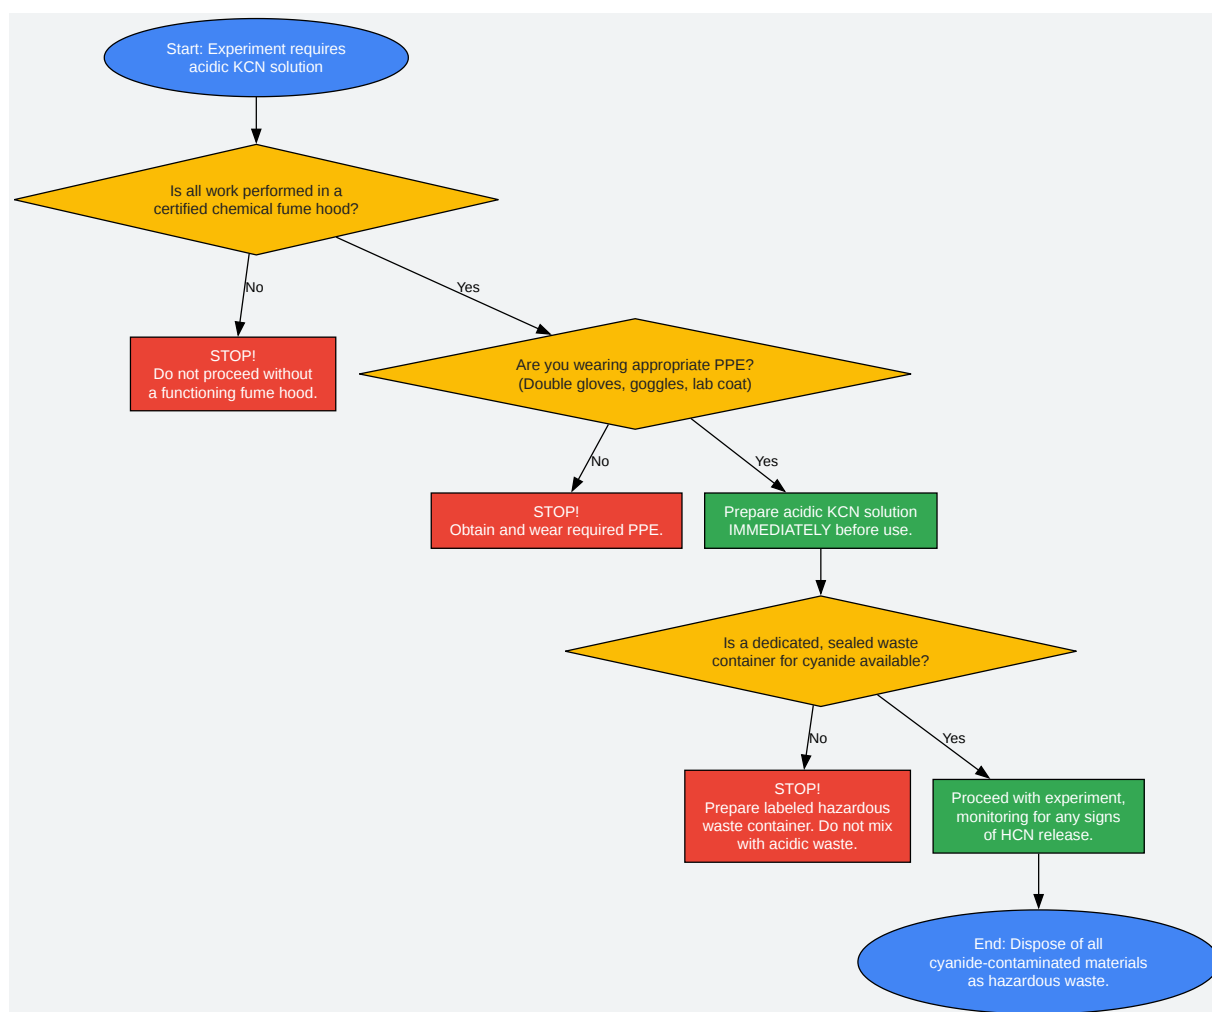 Start: Experiment requires
acidic KCN solution
Is all work performed in a
certified chemical fume hood?
No
Yes
STOP!
Do not proceed without
a functioning fume hood.
Are you wearing appropriate PPE?
(Double gloves, goggles, lab coat)
No
Yes
STOP!
Obtain and wear required PPE.
Prepare acidic KCN solution
IMMEDIATELY before use.
Is a dedicated, sealed waste
container for cyanide available?
No
Yes
STOP!
Prepare labeled hazardous
waste container. Do not mix
with acidic waste.
Proceed with experiment,
monitoring for any signs
of HCN release.
End: Dispose of all
cyanide-contaminated materials
as hazardous waste.